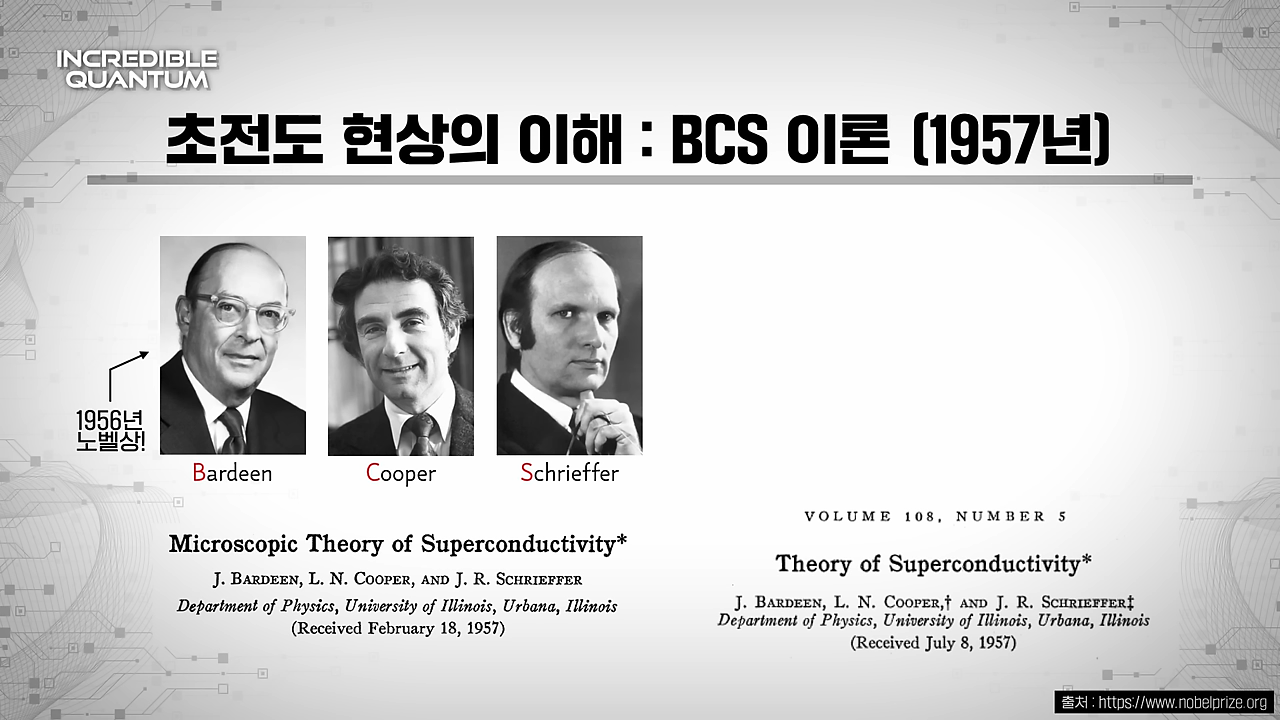 INCREDIBLE
QUANTUM
초전도 현상의 이해 : BCS 이론 (1957년)
1956년
노벨상!
Bardeen
Cooper
Schrieffer
Microscopic Theory of Superconductivity*
J. BARDEEN, L. N. COOPER, AND J. R. SCHRIEFFER
Department of Physics, University of Illinois, Urbana, Illinois
(Received February 18, 1957)
VOLUME 108, NUMBER 5
Theory of Superconductivity*
J. BARDEEN, L. N. COOPER,† AND J. R. SCHRIEFFER‡
Department of Physics, University of Illinois, Urbana, Illinois
(Received July 8, 1957)
출처 : https://www.nobelprize.org